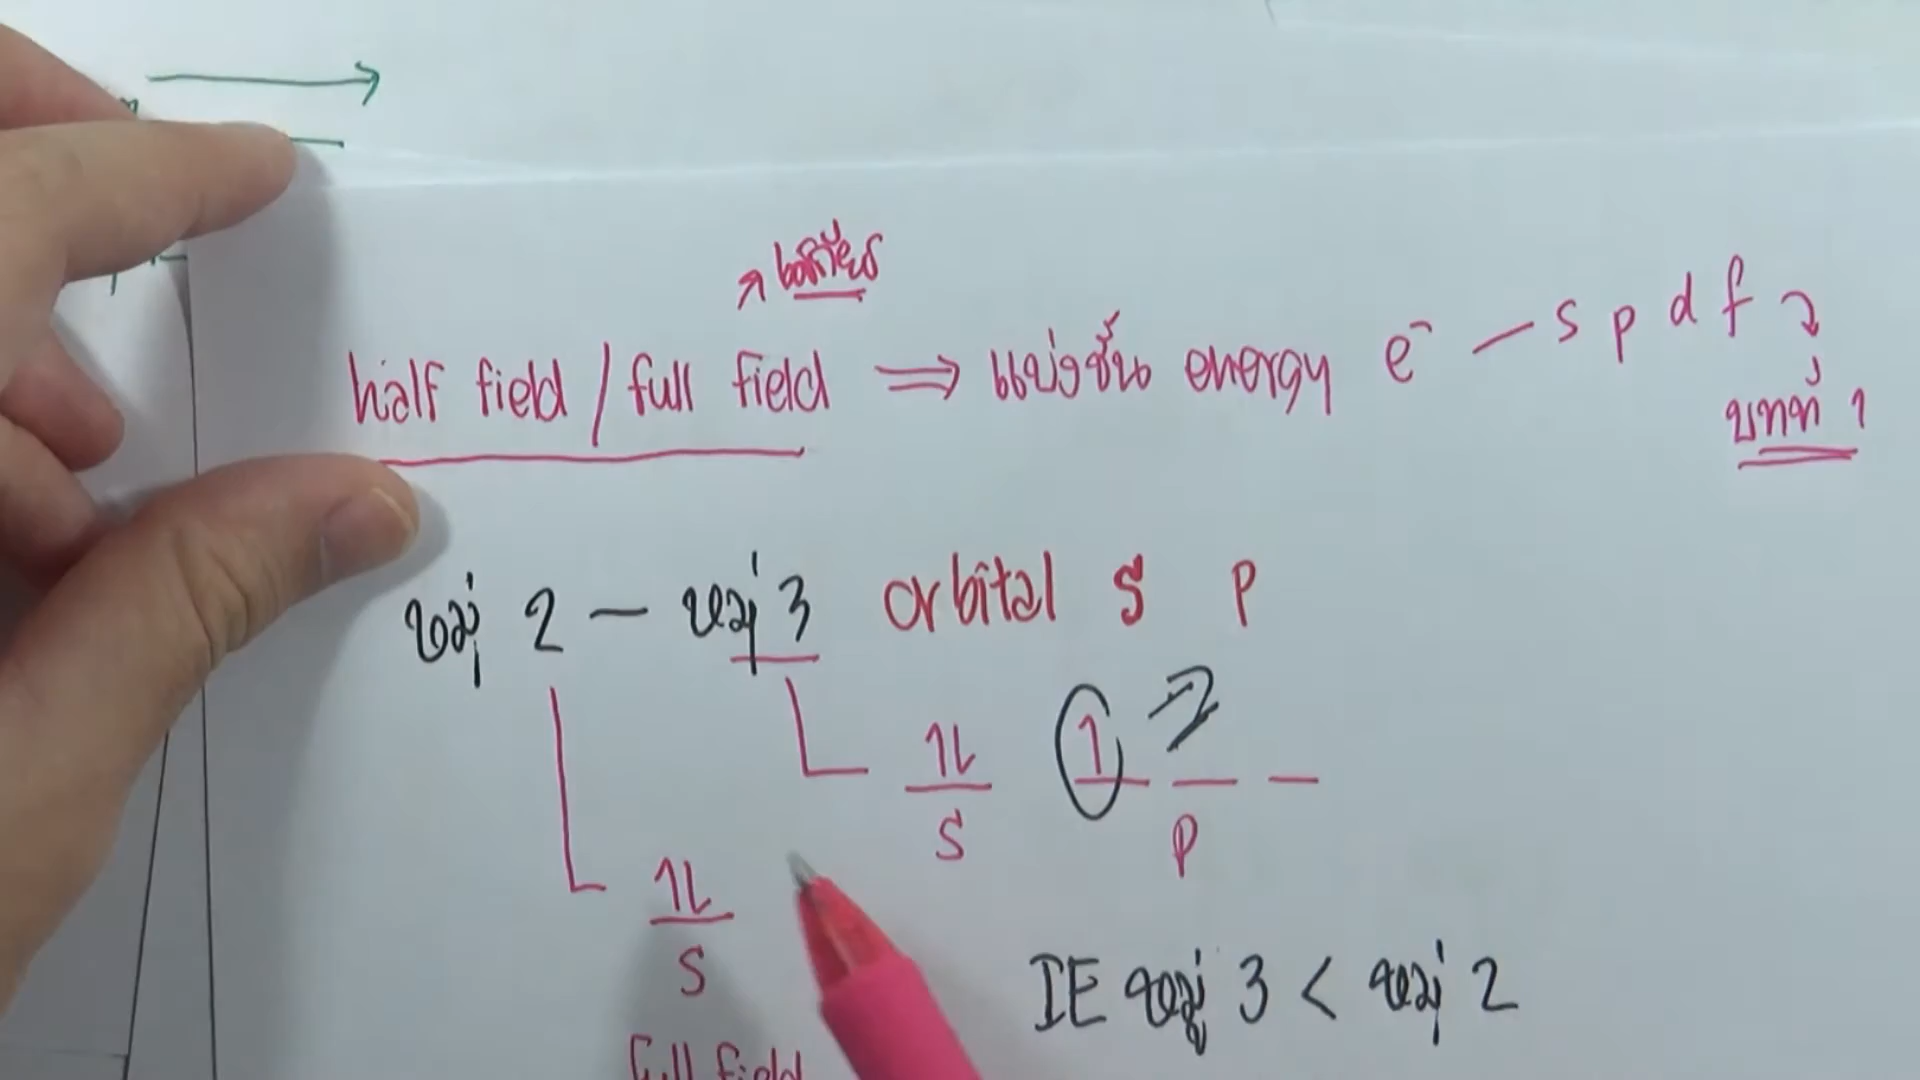 เสถียร
half field / full field ⇒ แบ่งชั้น energy e⁻ — s p d f
บทที่ 1
หมู่ 2 — หมู่ 3 orbital s p
1L 1
s p
1L
s
IE หมู่ 3 < หมู่ 2
full field